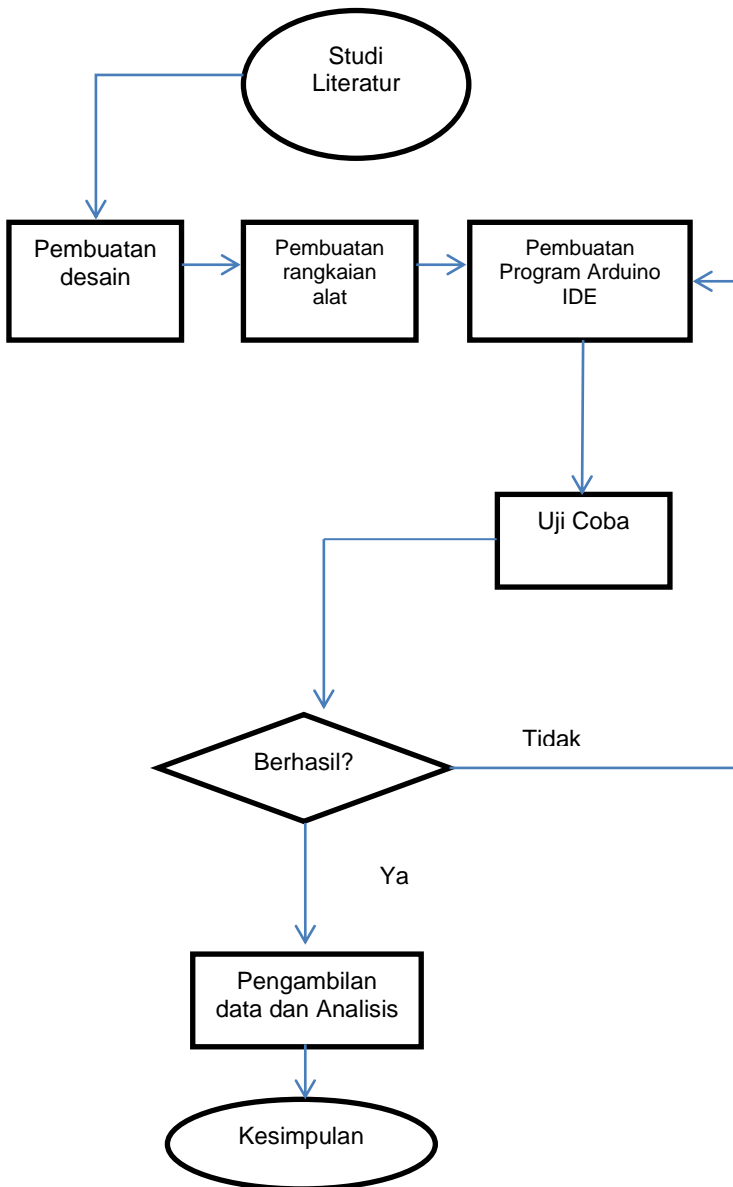 Studi
Literatur
Pembuatan
desain
Pembuatan
rangkaian
alat
Pembuatan
Program Arduino
IDE
Uji Coba
Berhasil?
Tidak
Ya
Pengambilan
data dan Analisis
Kesimpulan